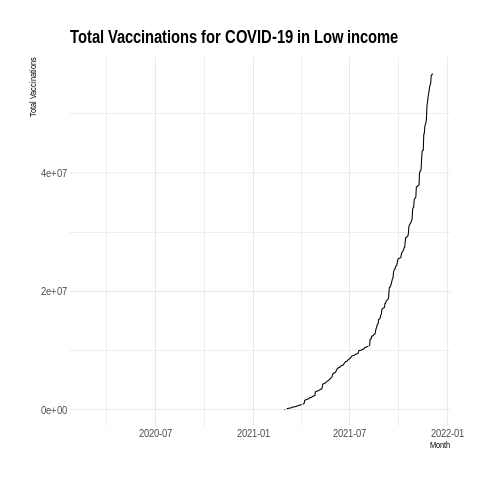 Total Vaccinations for COVID-19 in Low income
Total Vaccinations
4e+07
2e+07
0e+00
2020-07 2021-01 2021-07 2022-01
Month